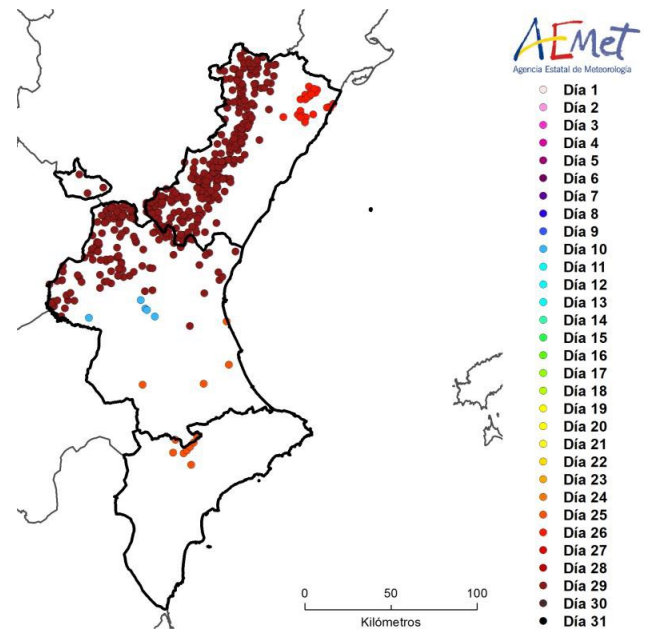 AEMet
Agencia Estatal de Meteorología
Día 1
Día 2
Día 3
Día 4
Día 5
Día 6
Día 7
Día 8
Día 9
Día 10
Día 11
Día 12
Día 13
Día 14
Día 15
Día 16
Día 17
Día 18
Día 19
Día 20
Día 21
Día 22
Día 23
Día 24
Día 25
Día 26
Día 27
Día 28
Día 29
Día 30
Día 31
0 50 100
Kilómetros